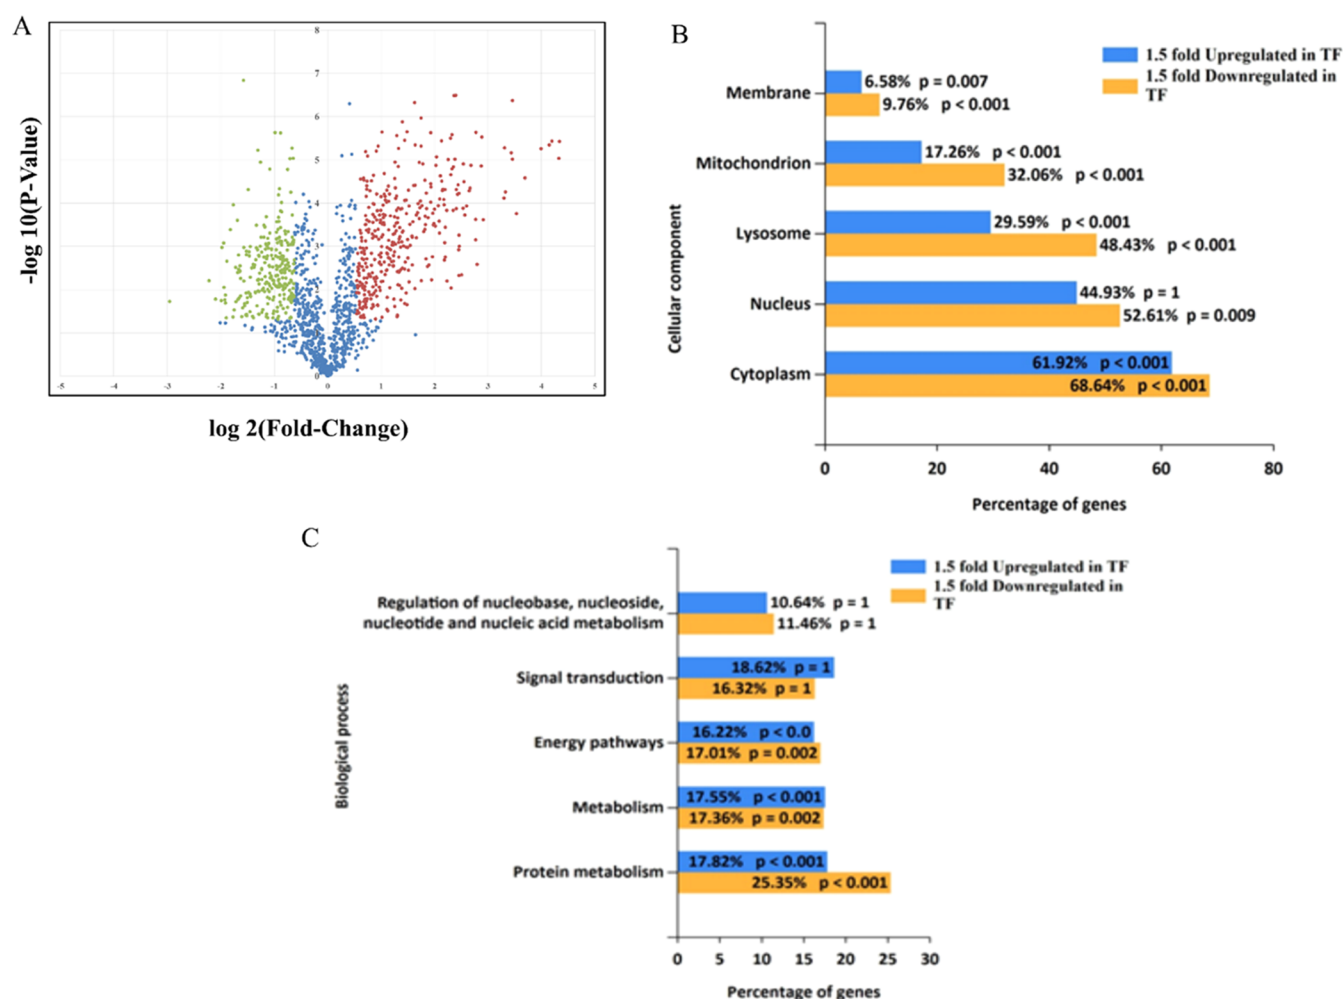 A
8
7
6
5
4
3
0
-5 -4 -3 -2 -1 0 1 2 3 4 5
-log 10(P-Value)
log 2(Fold-Change)
B
1.5 fold Upregulated in TF
1.5 fold Downregulated in
TF
Cellular component
Membrane
6.58% p = 0.007
9.76% p < 0.001
Mitochondrion
17.26% p < 0.001
32.06% p < 0.001
Lysosome
29.59% p < 0.001
48.43% p < 0.001
Nucleus
44.93% p = 1
52.61% p = 0.009
Cytoplasm
61.92% p < 0.001
68.64% p < 0.001
0 20 40 60 80
Percentage of genes
C
1.5 fold Upregulated in TF
1.5 fold Downregulated in
TF
Biological process
Regulation of nucleobase, nucleoside,
nucleotide and nucleic acid metabolism
10.64% p = 1
11.46% p = 1
Signal transduction
18.62% p = 1
16.32% p = 1
Energy pathways
16.22% p < 0.0
17.01% p = 0.002
Metabolism
17.55% p < 0.001
17.36% p = 0.002
Protein metabolism
17.82% p < 0.001
25.35% p < 0.001
0 5 10 15 20 25 30
Percentage of genes